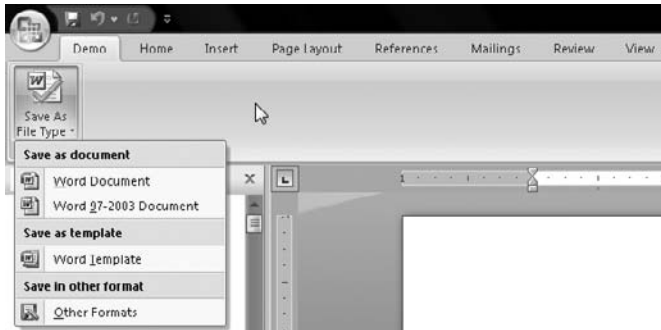 Demo Home Insert Page Layout References Mailings Review View
Save As
File Type
Save as document
Word Document
Word 97-2003 Document
Save as template
Word Template
Save in other format
Other Formats